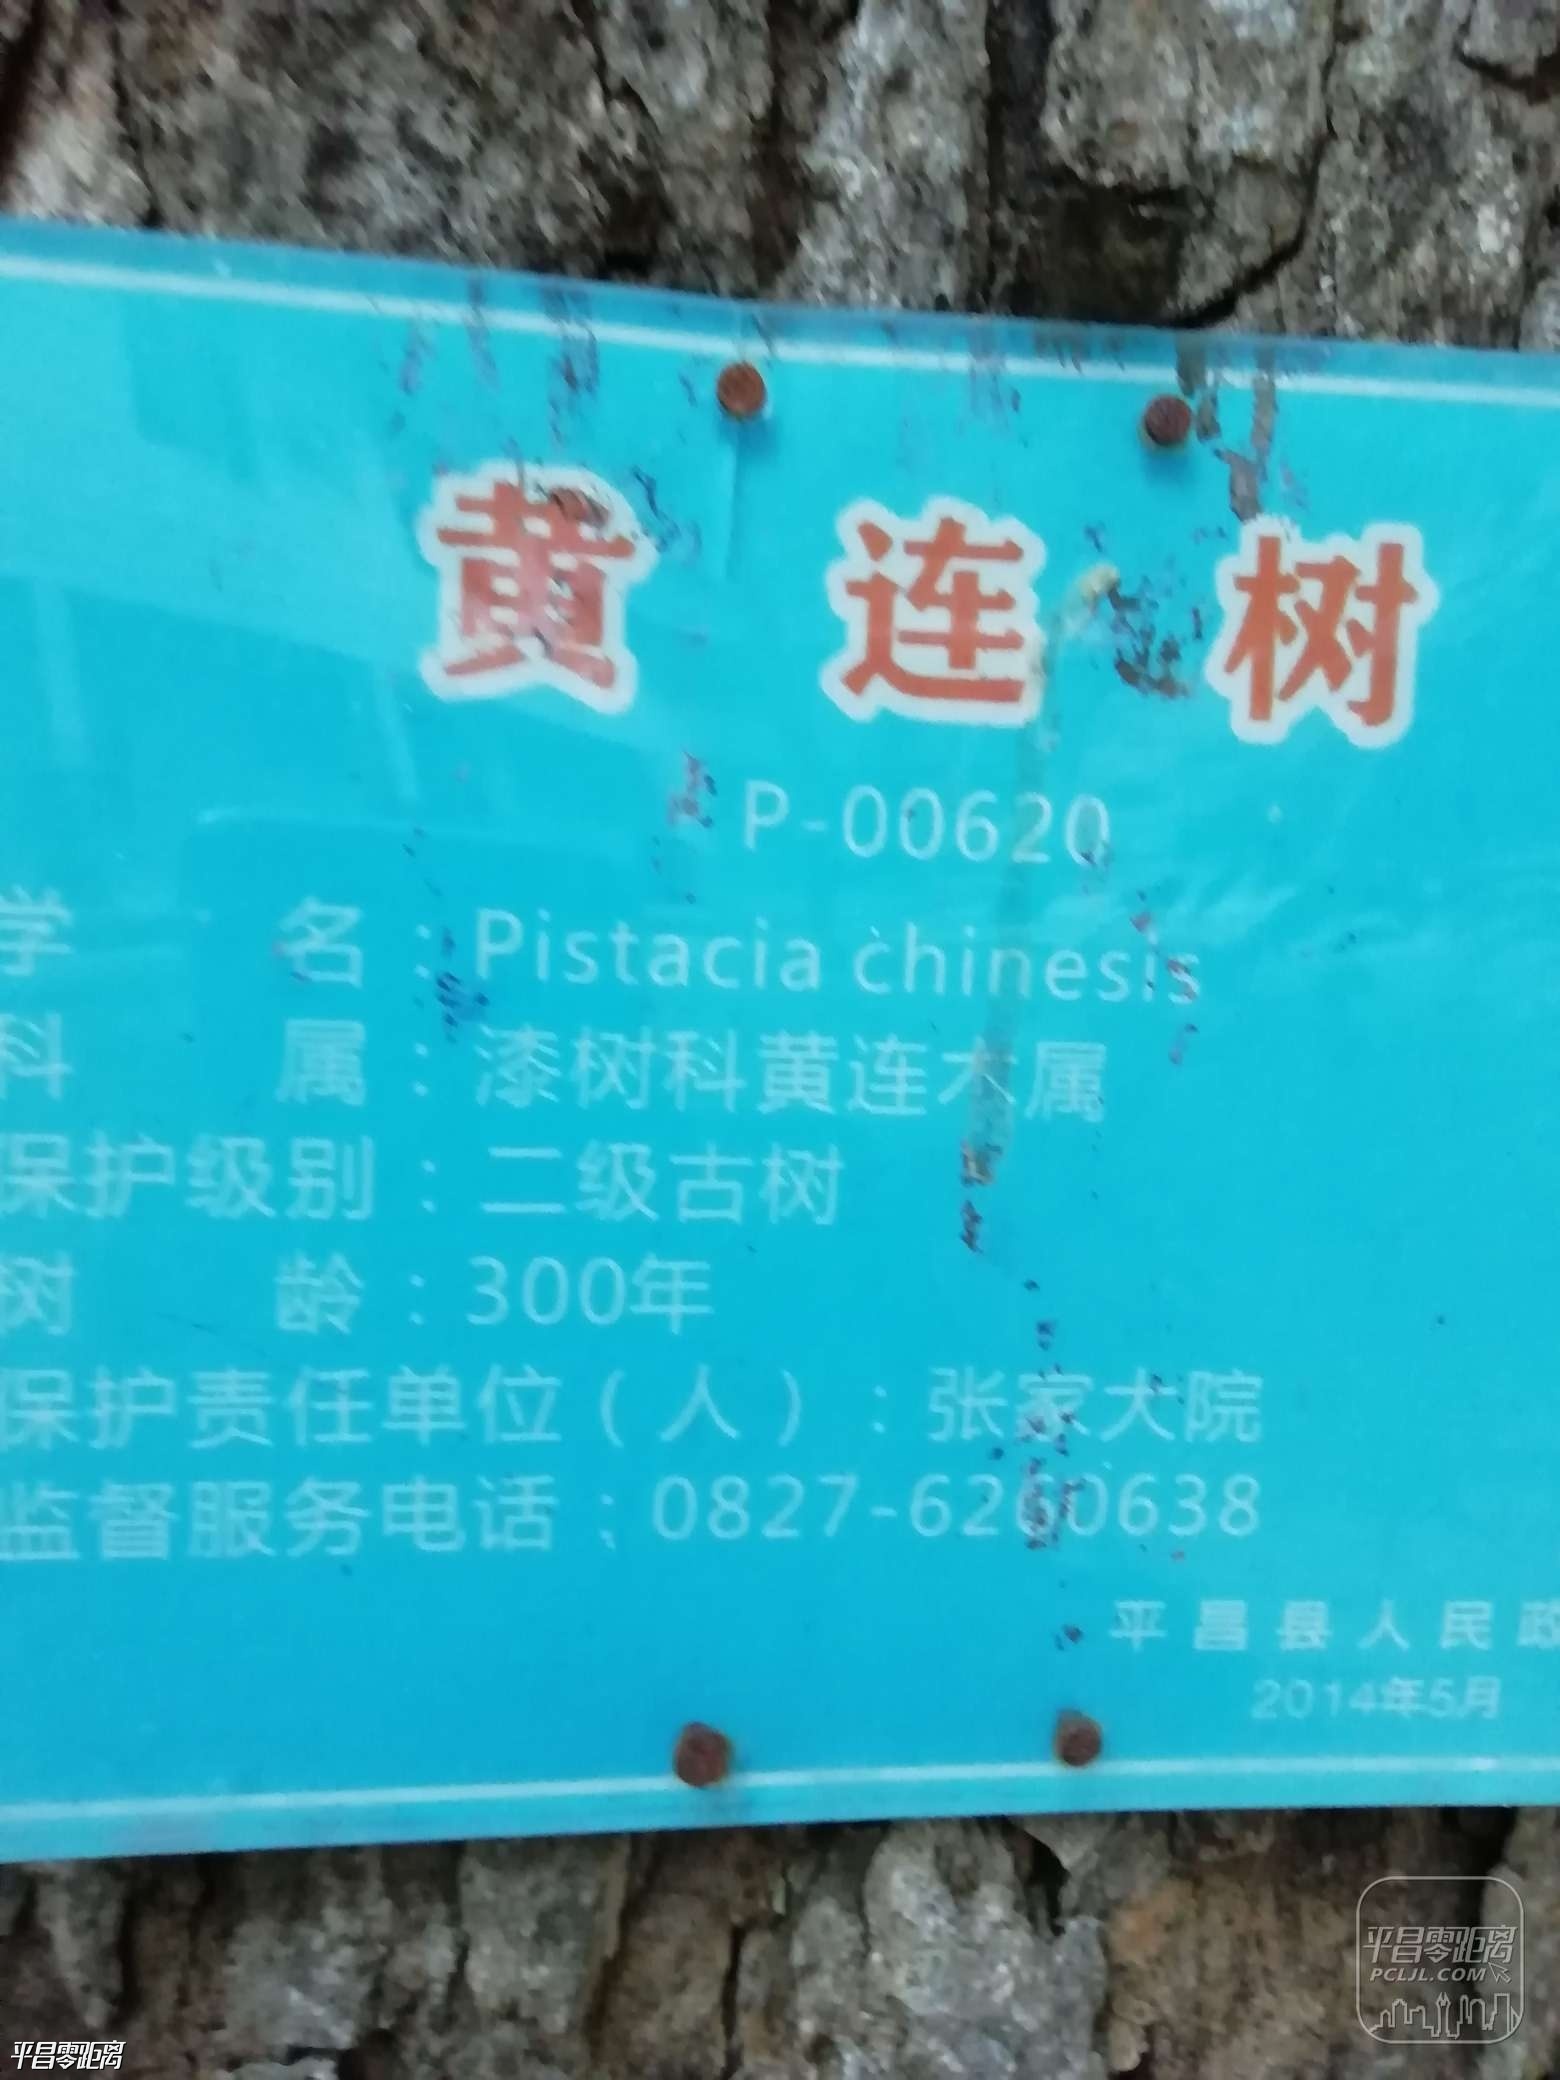 黄连树
P-00620
学名：Pistacia chinesis
科属：漆树科黄连木属
保护级别：二级古树
树龄：300年
保护责任单位（人）：张家大院
监督服务电话：0827-6260638
平昌县人民政
2014年5月
平昌零距离
PCLJL.COM
平昌零距离